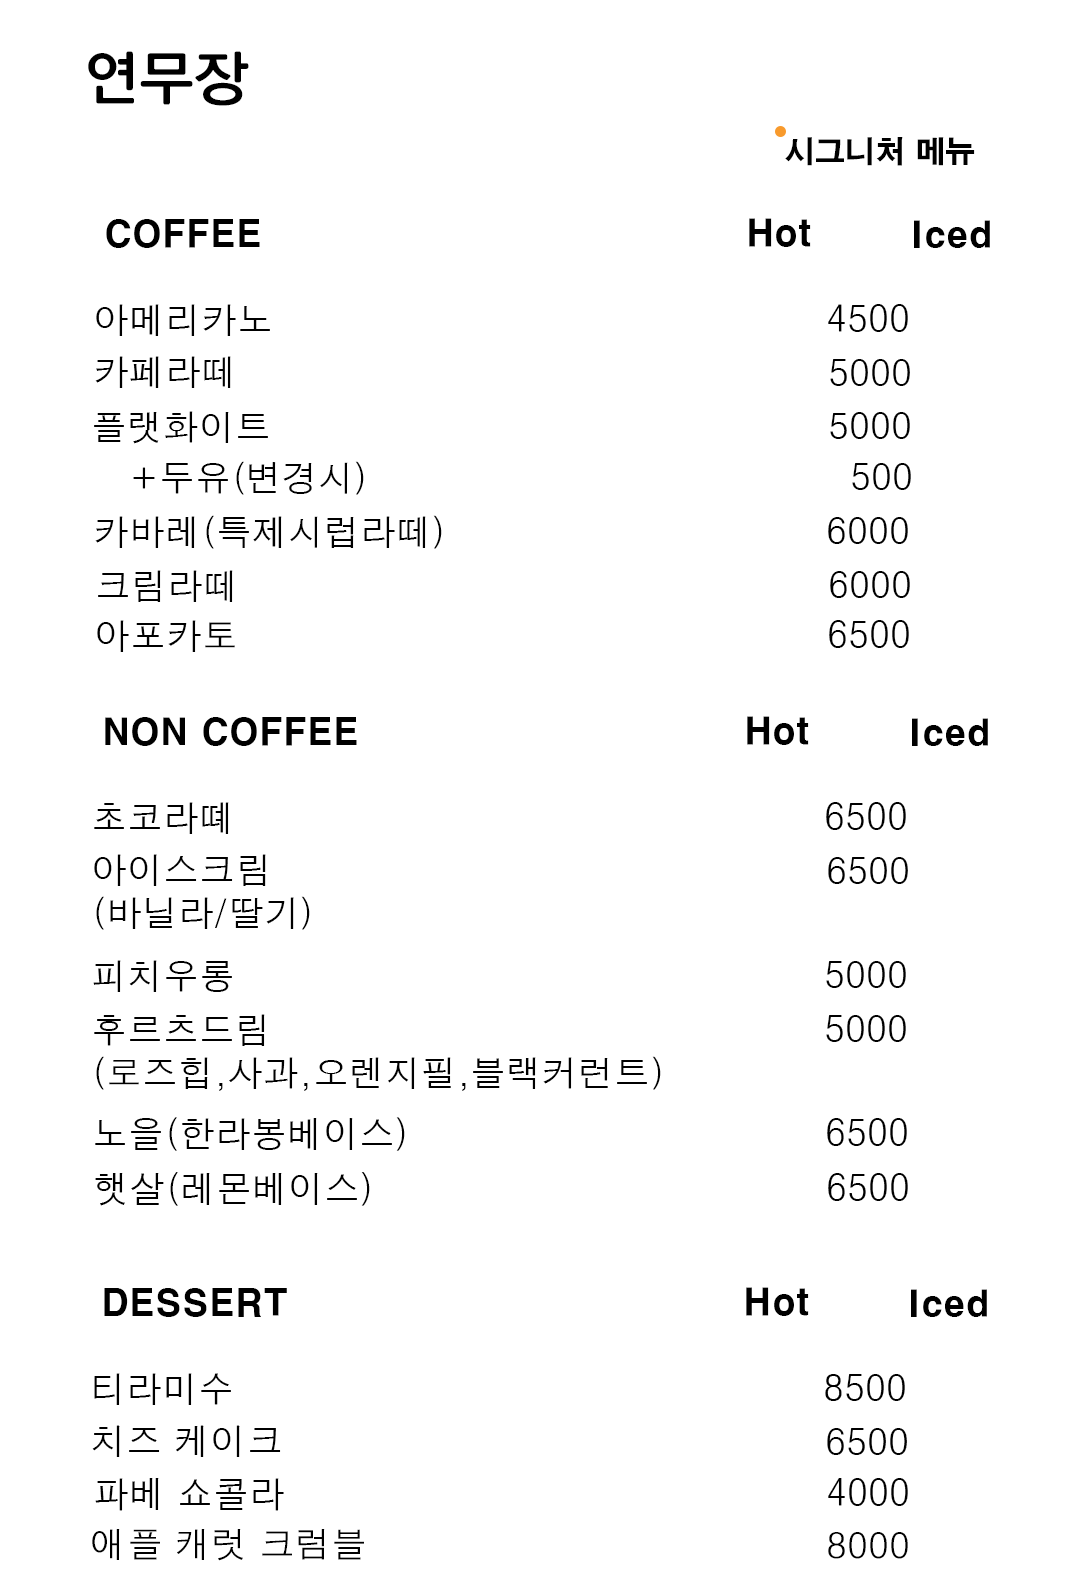 연무장
시그니처 메뉴
COFFEE Hot Iced
아메리카노 4500
카페라떼 5000
플랫화이트 5000
+두유(변경시) 500
카바레(특제시럽라떼) 6000
크림라떼 6000
아포카토 6500
NON COFFEE Hot Iced
초코라뗴 6500
아이스크림 6500
(바닐라/딸기)
피치우롱 5000
후르츠드림 5000
(로즈힙,사과,오렌지필,블랙커런트)
노을(한라봉베이스) 6500
햇살(레몬베이스) 6500
DESSERT Hot Iced
티라미수 8500
치즈 케이크 6500
파베 쇼콜라 4000
애플 캐럿 크럼블 8000